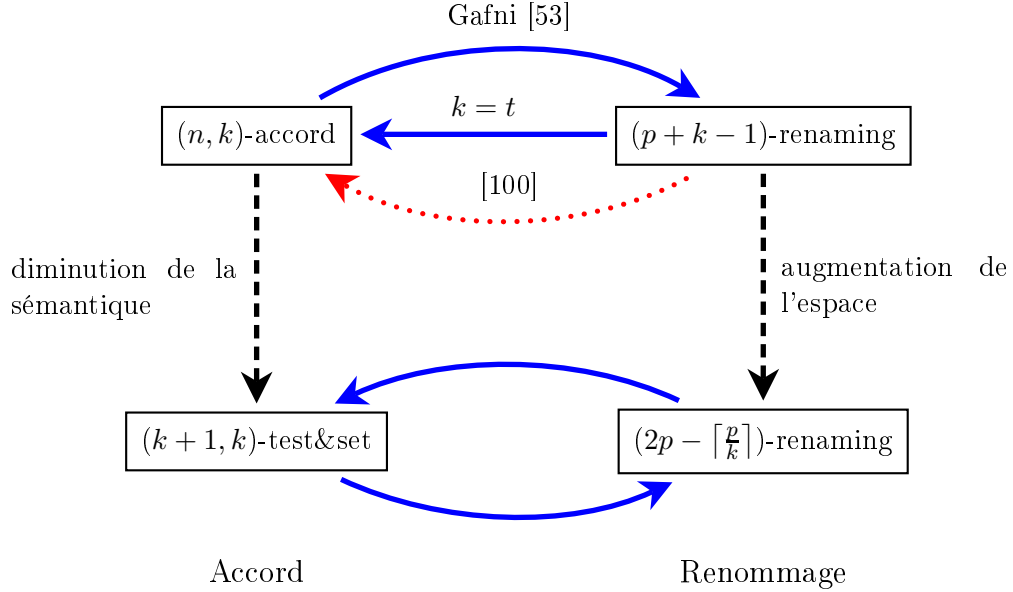 Gafni [53]
(n, k)-accord
k = t
(p + k − 1)-renaming
[100]
diminution de la
sémantique
augmentation de
l'espace
(k + 1, k)-test&set
(2p − ⌈p/k⌉)-renaming
Accord
Renommage